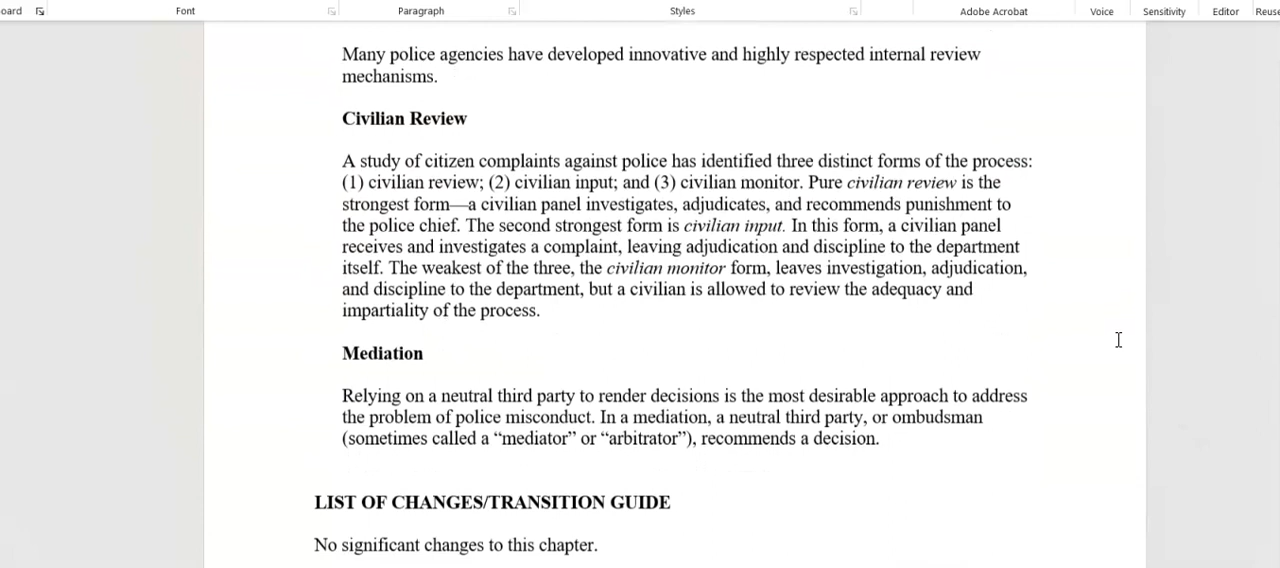 oard
Font
Paragraph
Styles
Adobe Acrobat
Voice
Sensitivity
Editor
Reuse
Many police agencies have developed innovative and highly respected internal review
mechanisms.
Civilian Review
A study of citizen complaints against police has identified three distinct forms of the process:
(1) civilian review; (2) civilian input; and (3) civilian monitor. Pure civilian review is the
strongest form—a civilian panel investigates, adjudicates, and recommends punishment to
the police chief. The second strongest form is civilian input. In this form, a civilian panel
receives and investigates a complaint, leaving adjudication and discipline to the department
itself. The weakest of the three, the civilian monitor form, leaves investigation, adjudication,
and discipline to the department, but a civilian is allowed to review the adequacy and
impartiality of the process.
Mediation
Relying on a neutral third party to render decisions is the most desirable approach to address
the problem of police misconduct. In a mediation, a neutral third party, or ombudsman
(sometimes called a “mediator” or “arbitrator”), recommends a decision.
LIST OF CHANGES/TRANSITION GUIDE
No significant changes to this chapter.